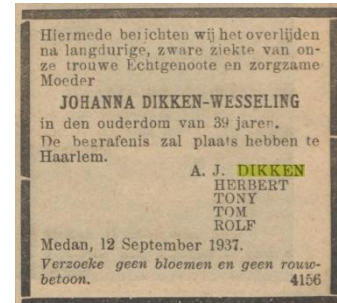 Hiermede berichten wij het overlijden
na langdurige, zware ziekte van on-
ze trouwe Echtgenoote en zorgzame
Moeder
JOHANNA DIKKEN-WESSELING
in den ouderdom van 39 jaren.
De begrafenis zal plaats hebben te
Haarlem.
A. J. DIKKEN
HERBERT
TONY
TOM
ROLF
Medan, 12 September 1937.
Verzoeke geen bloemen en geen rouw-
betoon. 4156